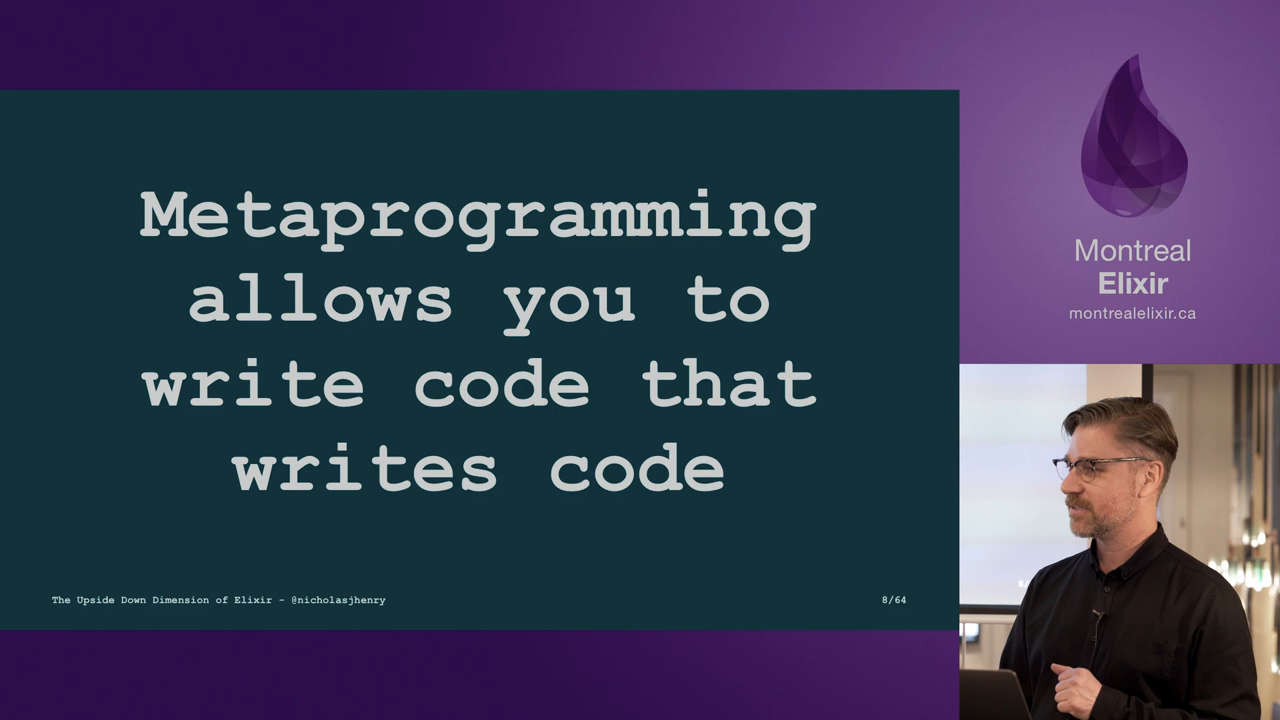 Metaprogramming
allows you to
write code that
writes code
The Upside Down Dimension of Elixir - @nicholasjhenry
8/64
Montreal
Elixir
montrealelixir.ca